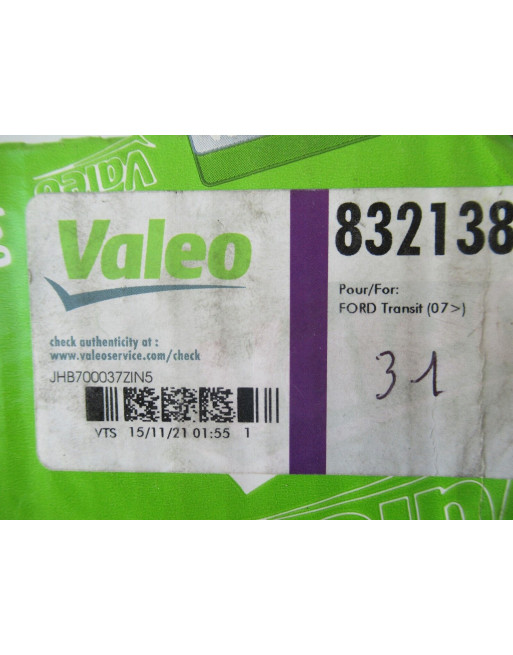 Valeo
Valeo
check authenticity at :
www.valeoservice.com/check
JHB700037ZIN5
VTS 15/11/21 01:55 1
832138
Pour/For:
FORD Transit (07>)
31